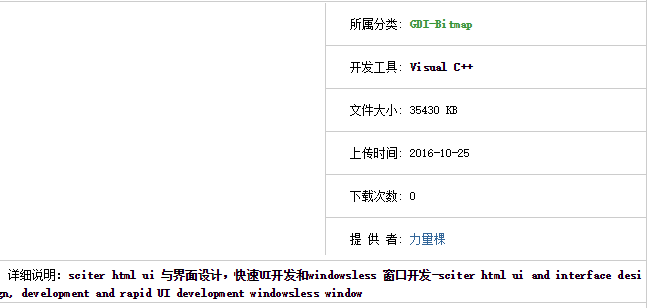 所属分类: GDI-Bitmap
开发工具: Visual C++
文件大小: 35430 KB
上传时间: 2016-10-25
下载次数: 0
提 供 者: 力量棵
详细说明：sciter html ui 与界面设计，快速UI开发和windowsless 窗口开发-sciter html ui and interface desi
gn, development and rapid UI development windowsless window